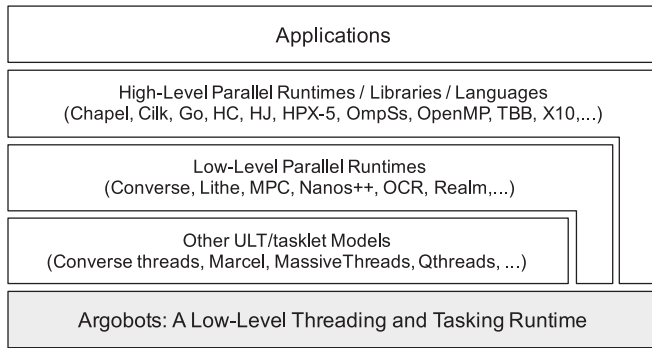 Applications
High-Level Parallel Runtimes / Libraries / Languages
(Chapel, Cilk, Go, HC, HJ, HPX-5, OmpSs, OpenMP, TBB, X10,...)
Low-Level Parallel Runtimes
(Converse, Lithe, MPC, Nanos++, OCR, Realm,...)
Other ULT/tasklet Models
(Converse threads, Marcel, MassiveThreads, Qthreads, ...)
Argobots: A Low-Level Threading and Tasking Runtime